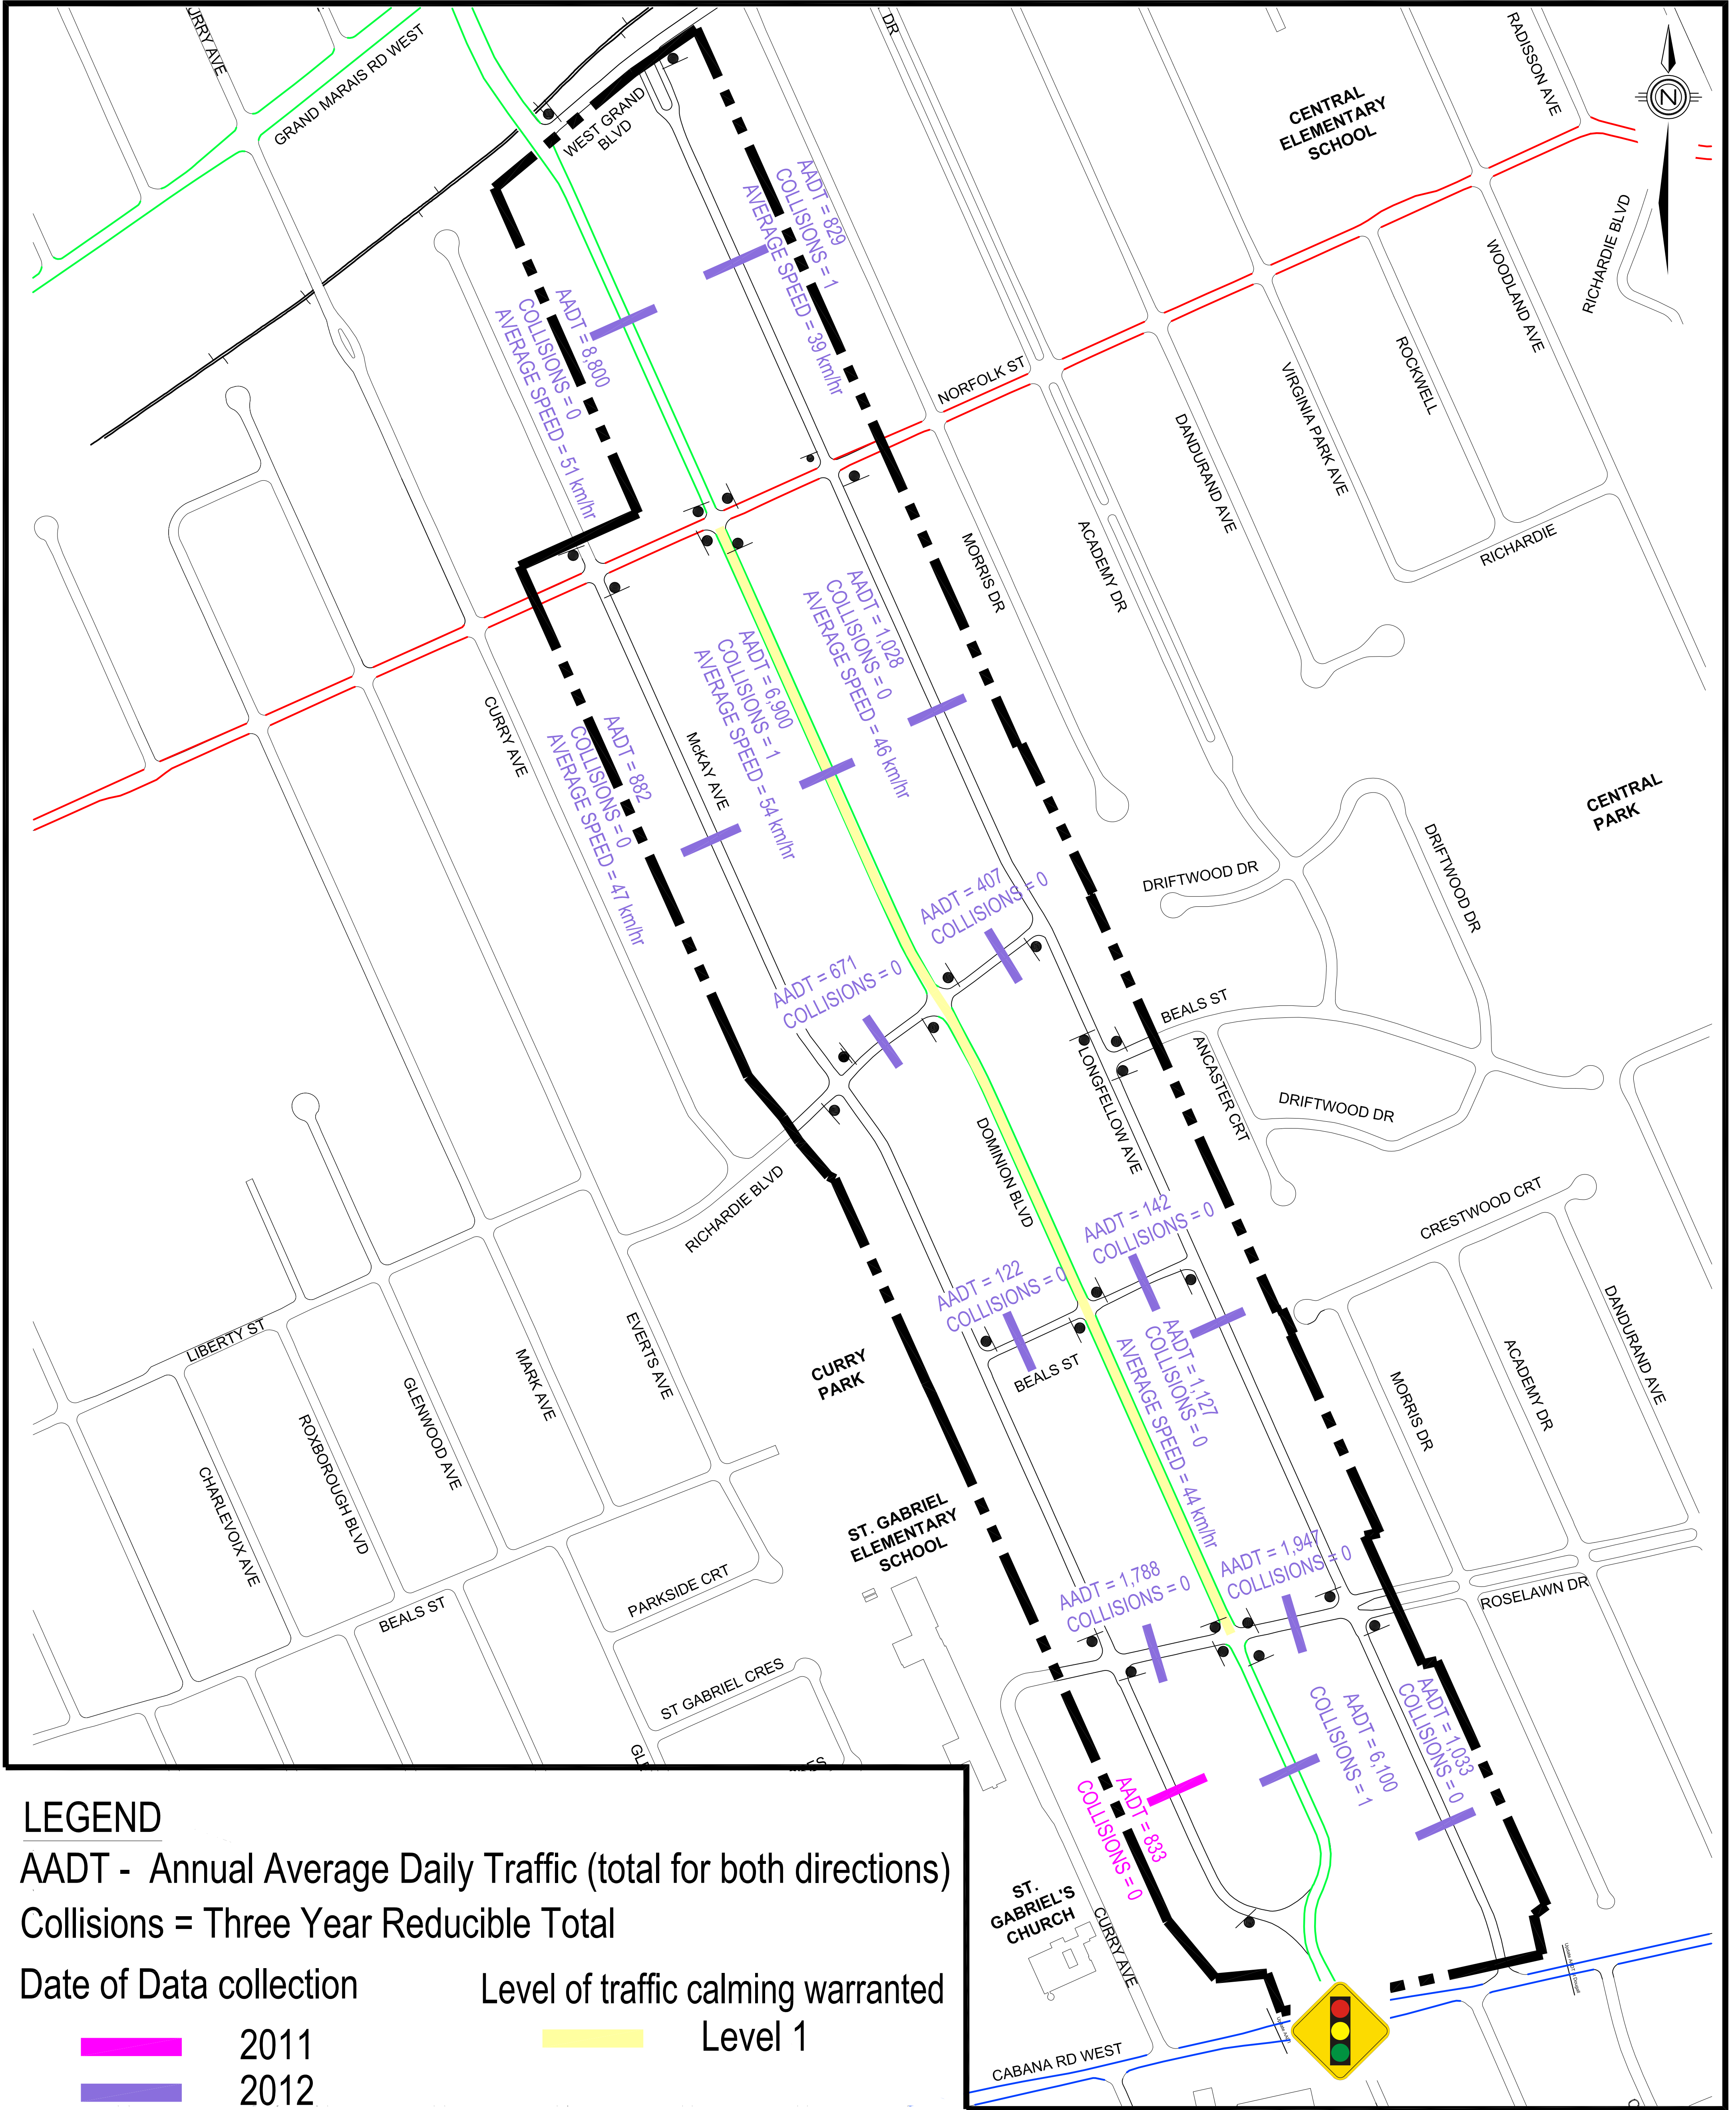 CURRY AVE
GRAND MARAIS RD WEST
WEST GRAND
BLVD
DR
RADISSON AVE
N
CENTRAL
ELEMENTARY
SCHOOL
RICHARDIE BLVD
WOODLAND AVE
ROCKWELL
VIRGINIA PARK AVE
DANDURAND AVE
RICHARDIE
NORFOLK ST
AADT = 829
COLLISIONS = 1
AVERAGE SPEED = 39 km/hr
AADT = 8,800
COLLISIONS = 0
AVERAGE SPEED = 51 km/hr
MORRIS DR
ACADEMY DR
AADT = 1,028
COLLISIONS = 0
AVERAGE SPEED = 46 km/hr
AADT = 6,900
COLLISIONS = 1
AVERAGE SPEED = 54 km/hr
McKAY AVE
AADT = 882
COLLISIONS = 0
AVERAGE SPEED = 47 km/hr
CURRY AVE
CENTRAL
PARK
DRIFTWOOD DR
DRIFTWOOD DR
AADT = 407
COLLISIONS = 0
AADT = 671
COLLISIONS = 0
BEALS ST
ANCASTER CRT
DRIFTWOOD DR
LONGFELLOW AVE
DOMINION BLVD
RICHARDIE BLVD
CRESTWOOD CRT
AADT = 142
COLLISIONS = 0
AADT = 122
COLLISIONS = 0
BEALS ST
AADT = 1,127
COLLISIONS = 0
AVERAGE SPEED = 44 km/hr
DANDURAND AVE
ACADEMY DR
MORRIS DR
CURRY
PARK
LIBERTY ST
EVERTS AVE
MARK AVE
GLENWOOD AVE
ROXBOROUGH BLVD
CHARLEVOIX AVE
BEALS ST
PARKSIDE CRT
ST GABRIEL CRES
ST. GABRIEL
ELEMENTARY
SCHOOL
AADT = 1,788
COLLISIONS = 0
AADT = 1,947
COLLISIONS = 0
ROSELAWN DR
AADT = 1,033
COLLISIONS = 0
AADT = 6,100
COLLISIONS = 1
AADT = 833
COLLISIONS = 0
ST.
GABRIEL'S
CHURCH
CURRY AVE
CABANA RD WEST
LEGEND
AADT - Annual Average Daily Traffic (total for both directions)
Collisions = Three Year Reducible Total
Date of Data collection
2011
2012
Level of traffic calming warranted
Level 1